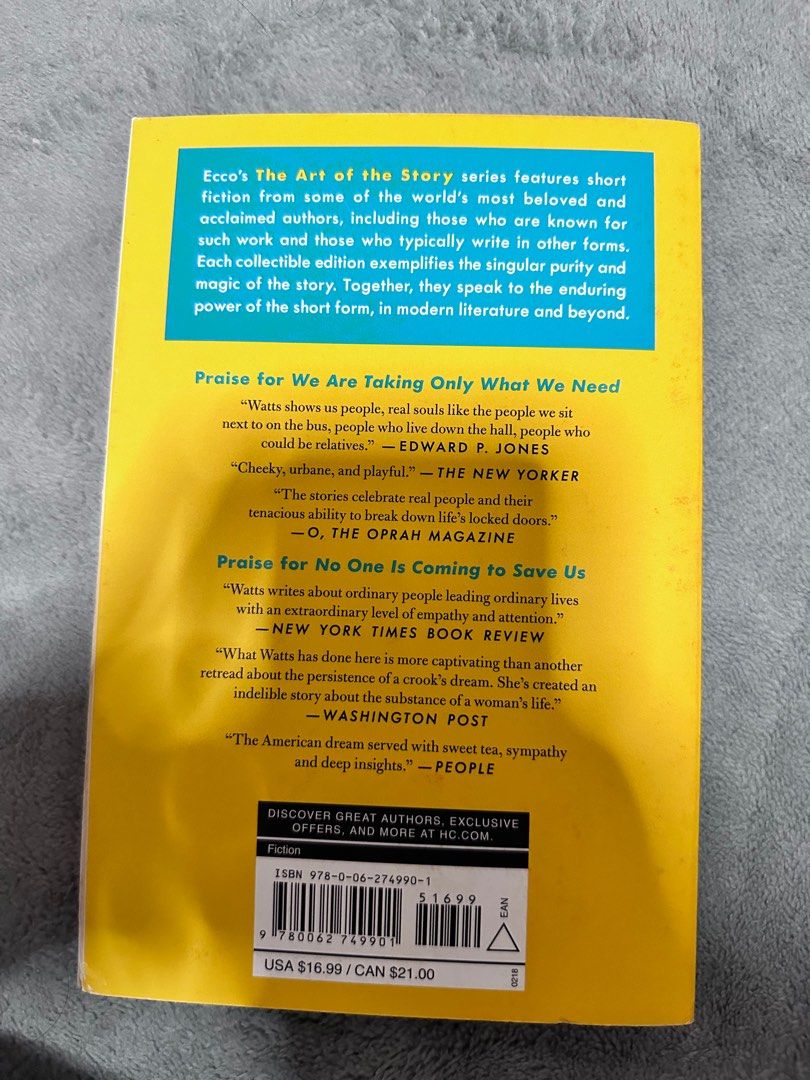 Ecco's The Art of the Story series features short
fiction from some of the world's most beloved and
acclaimed authors, including those who are known for
such work and those who typically write in other forms.
Each collectible edition exemplifies the singular purity and
magic of the story. Together, they speak to the enduring
power of the short form, in modern literature and beyond.
Praise for We Are Taking Only What We Need
“Watts shows us people, real souls like the people we sit
next to on the bus, people who live down the hall, people who
could be relatives.” —EDWARD P. JONES
“Cheeky, urbane, and playful.” —THE NEW YORKER
“The stories celebrate real people and their
tenacious ability to break down life's locked doors.”
—O, THE OPRAH MAGAZINE
Praise for No One Is Coming to Save Us
“Watts writes about ordinary people leading ordinary lives
with an extraordinary level of empathy and attention.”
—NEW YORK TIMES BOOK REVIEW
“What Watts has done here is more captivating than another
retread about the persistence of a crook's dream. She's created an
indelible story about the substance of a woman's life.”
—WASHINGTON POST
“The American dream served with sweet tea, sympathy
and deep insights.” —PEOPLE
DISCOVER GREAT AUTHORS, EXCLUSIVE
OFFERS, AND MORE AT HC.COM.
Fiction
ISBN 978-0-06-274990-1
51699
EAN
9 780062 749901
USA $16.99 / CAN $21.00
0218